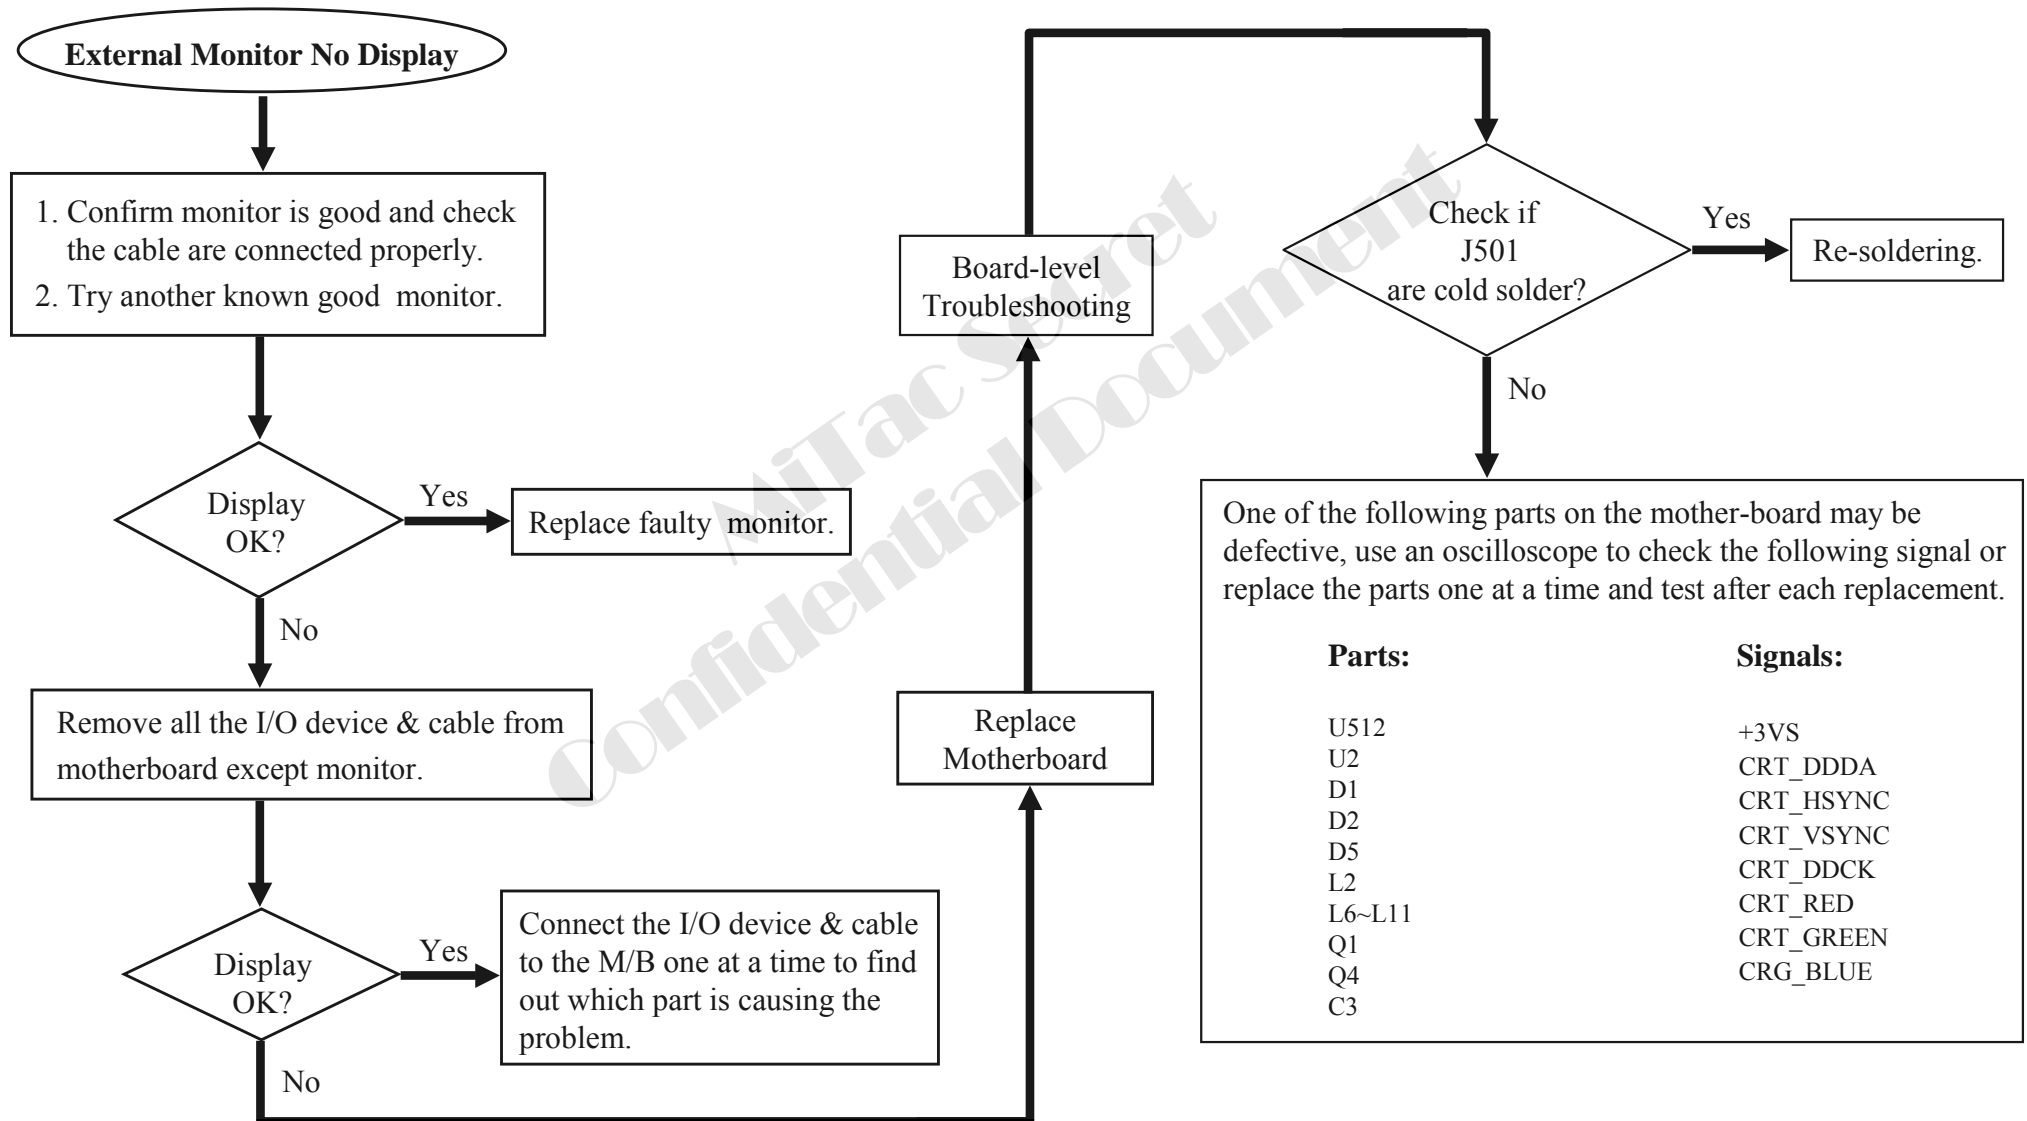 External Monitor No Display
1. Confirm monitor is good and check
the cable are connected properly.
2. Try another known good monitor.
Display
OK?
Yes
Replace faulty monitor.
No
Remove all the I/O device & cable from
motherboard except monitor.
Display
OK?
Yes
Connect the I/O device & cable
to the M/B one at a time to find
out which part is causing the
problem.
No
Replace
Motherboard
Board-level
Troubleshooting
Check if
J501
are cold solder?
Yes
Re-soldering.
No
One of the following parts on the mother-board may be
defective, use an oscilloscope to check the following signal or
replace the parts one at a time and test after each replacement.
Parts:
U512
U2
D1
D2
D5
L2
L6~L11
Q1
Q4
C3
Signals:
+3VS
CRT_DDDA
CRT_HSYNC
CRT_VSYNC
CRT_DDCK
CRT_RED
CRT_GREEN
CRG_BLUE
MiTac Secret
Confidential Document